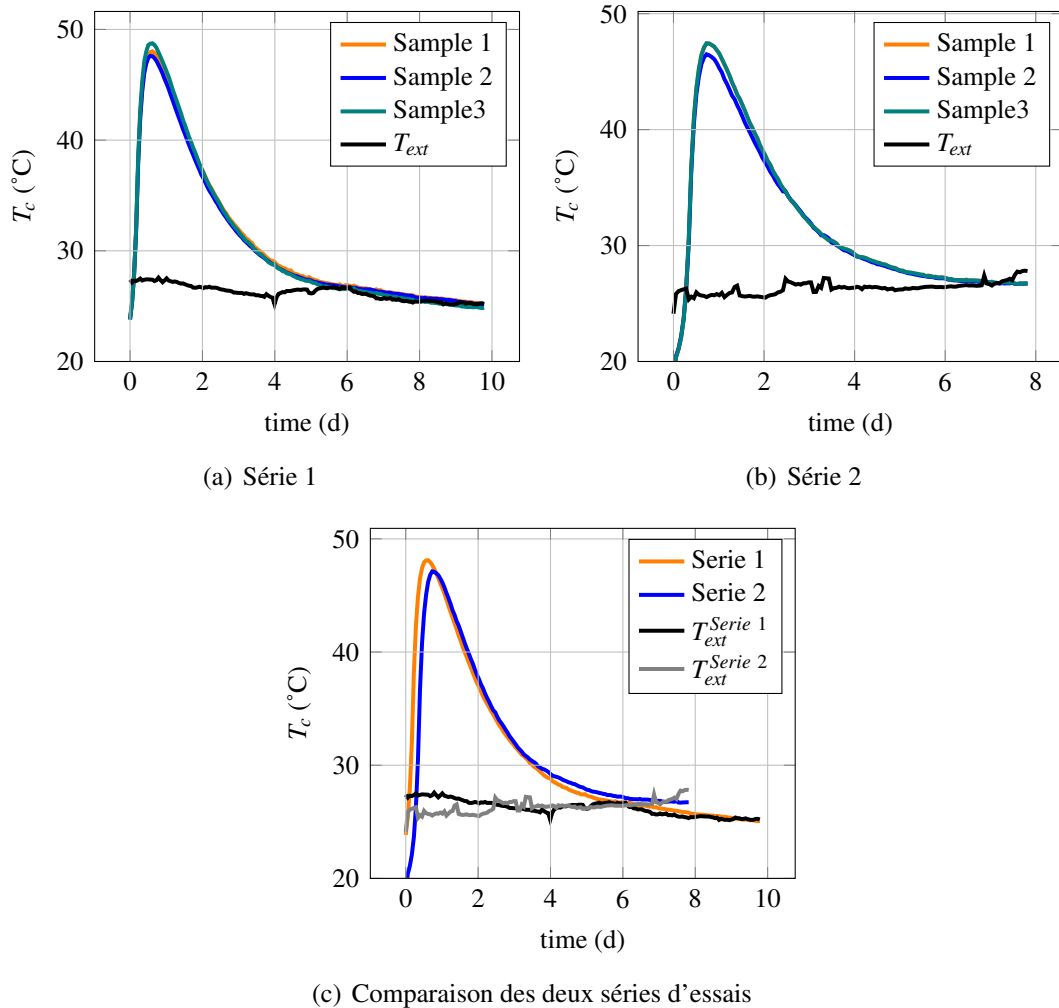 50
40
30
20
T_c (˚C)
Sample 1
Sample 2
Sample3
T_ext
0 2 4 6 8 10
time (d)
(a) Série 1
50
40
30
20
T_c (˚C)
Sample 1
Sample 2
Sample3
T_ext
0 2 4 6 8
time (d)
(b) Série 2
50
40
30
20
T_c (˚C)
Serie 1
Serie 2
T_ext^Serie 1
T_ext^Serie 2
0 2 4 6 8 10
time (d)
(c) Comparaison des deux séries d'essais